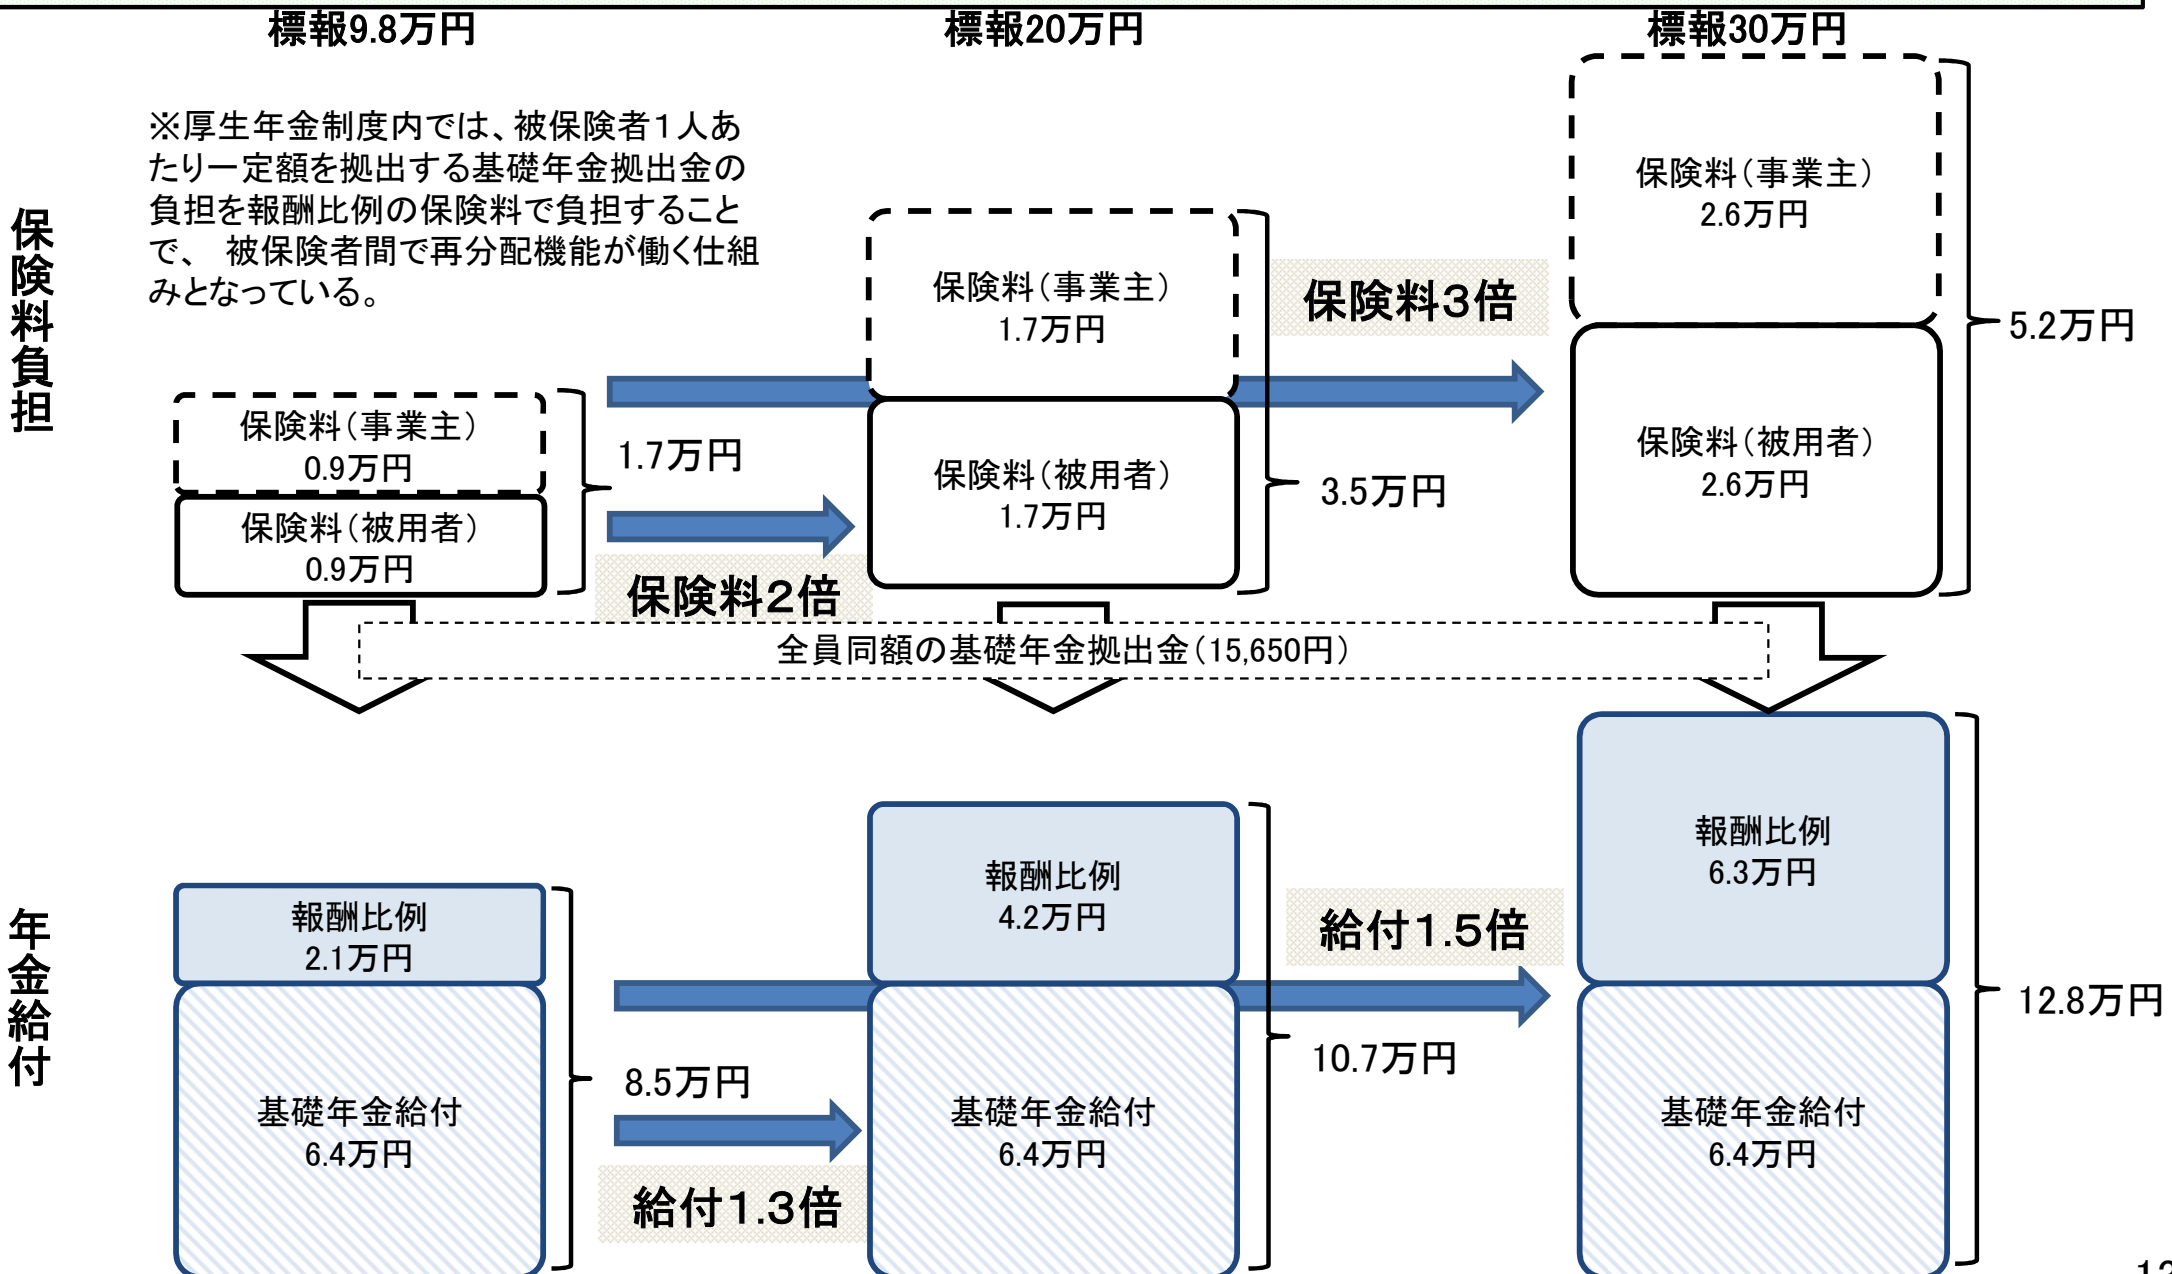 標報9.8万円
標報20万円
標報30万円
※厚生年金制度内では、被保険者１人あ
たり一定額を拠出する基礎年金拠出金の
負担を報酬比例の保険料で負担すること
で、 被保険者間で再分配機能が働く仕組
みとなっている。
保険料負担
保険料（事業主）
0.9万円
保険料（被用者）
0.9万円
1.7万円
保険料２倍
保険料（事業主）
1.7万円
保険料（被用者）
1.7万円
3.5万円
保険料３倍
保険料（事業主）
2.6万円
保険料（被用者）
2.6万円
5.2万円
全員同額の基礎年金拠出金（15,650円）
年金給付
報酬比例
2.1万円
基礎年金給付
6.4万円
8.5万円
給付１.３倍
報酬比例
4.2万円
基礎年金給付
6.4万円
10.7万円
給付１.５倍
報酬比例
6.3万円
基礎年金給付
6.4万円
12.8万円